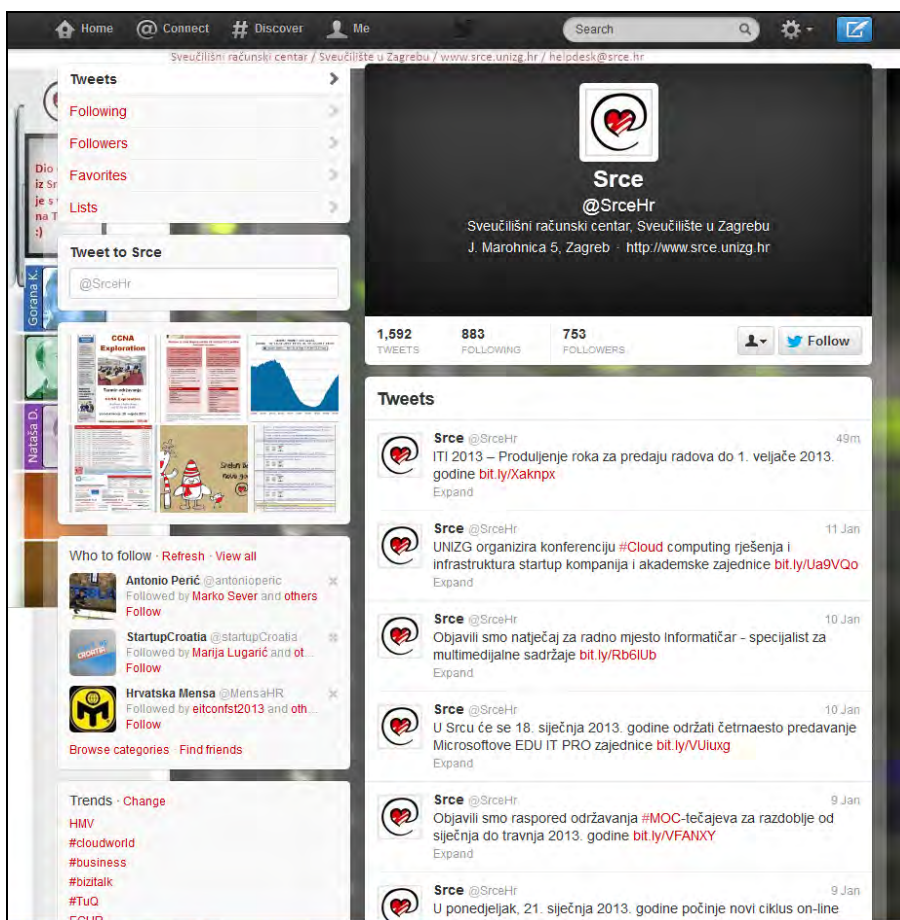 Home @ Connect # Discover Me Search
Sveučilišni računski centar / Sveučilište u Zagrebu / www.srce.unizg.hr / helpdesk@srce.hr
Tweets
Following
Followers
Favorites
Lists
Dio
iz Sr
je s
na T
:)
Tweet to Srce
@SrceHr
Gorana K.
Nataša D.
CCNA
Exploration
Who to follow · Refresh · View all
Antonio Perić @antonioperic
Followed by Marko Sever and others
Follow
StartupCroatia @startupCroatia
Followed by Marija Lugarić and ot...
Follow
Hrvatska Mensa @MensaHR
Followed by eitconfst2013 and oth...
Follow
Browse categories · Find friends
Trends · Change
HMV
#cloudworld
#business
#bizitalk
#TuQ
Srce
@SrceHr
Sveučilišni računski centar, Sveučilište u Zagrebu
J. Marohnica 5, Zagreb · http://www.srce.unizg.hr
1,592 883 753
TWEETS FOLLOWING FOLLOWERS
Follow
Tweets
Srce @SrceHr 49m
ITI 2013 – Produljenje roka za predaju radova do 1. veljače 2013.
godine bit.ly/Xaknpx
Expand
Srce @SrceHr 11 Jan
UNIZG organizira konferenciju #Cloud computing rješenja i
infrastruktura startup kompanija i akademske zajednice bit.ly/Ua9VQo
Expand
Srce @SrceHr 10 Jan
Objavili smo natječaj za radno mjesto Informatičar - specijalist za
multimedijalne sadržaje bit.ly/Rb6lUb
Expand
Srce @SrceHr 10 Jan
U Srcu će se 18. siječnja 2013. godine održati četrnaesto predavanje
Microsoftove EDU IT PRO zajednice bit.ly/VUiuxg
Expand
Srce @SrceHr 9 Jan
Objavili smo raspored održavanja #MOC-tečajeva za razdoblje od
siječnja do travnja 2013. godine bit.ly/VFANXY
Expand
Srce @SrceHr 9 Jan
U ponedjeljak, 21. siječnja 2013. godine počinje novi ciklus on-line